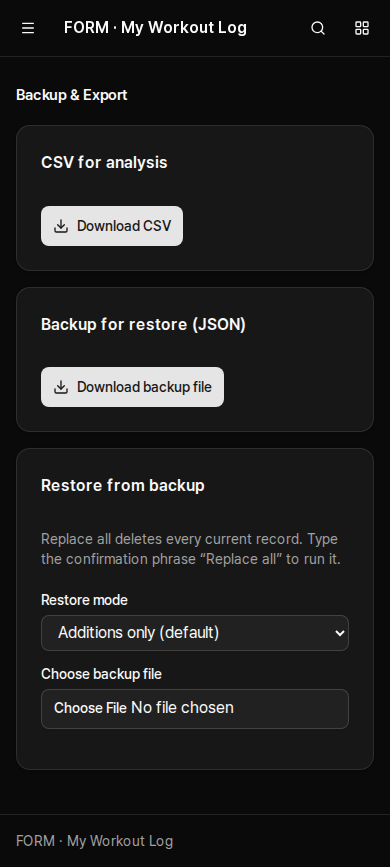 FORM · My Workout Log
Backup & Export
CSV for analysis
Download CSV
Backup for restore (JSON)
Download backup file
Restore from backup
Replace all deletes every current record. Type
the confirmation phrase “Replace all” to run it.
Restore mode
Additions only (default)
Choose backup file
Choose File No file chosen
FORM · My Workout Log